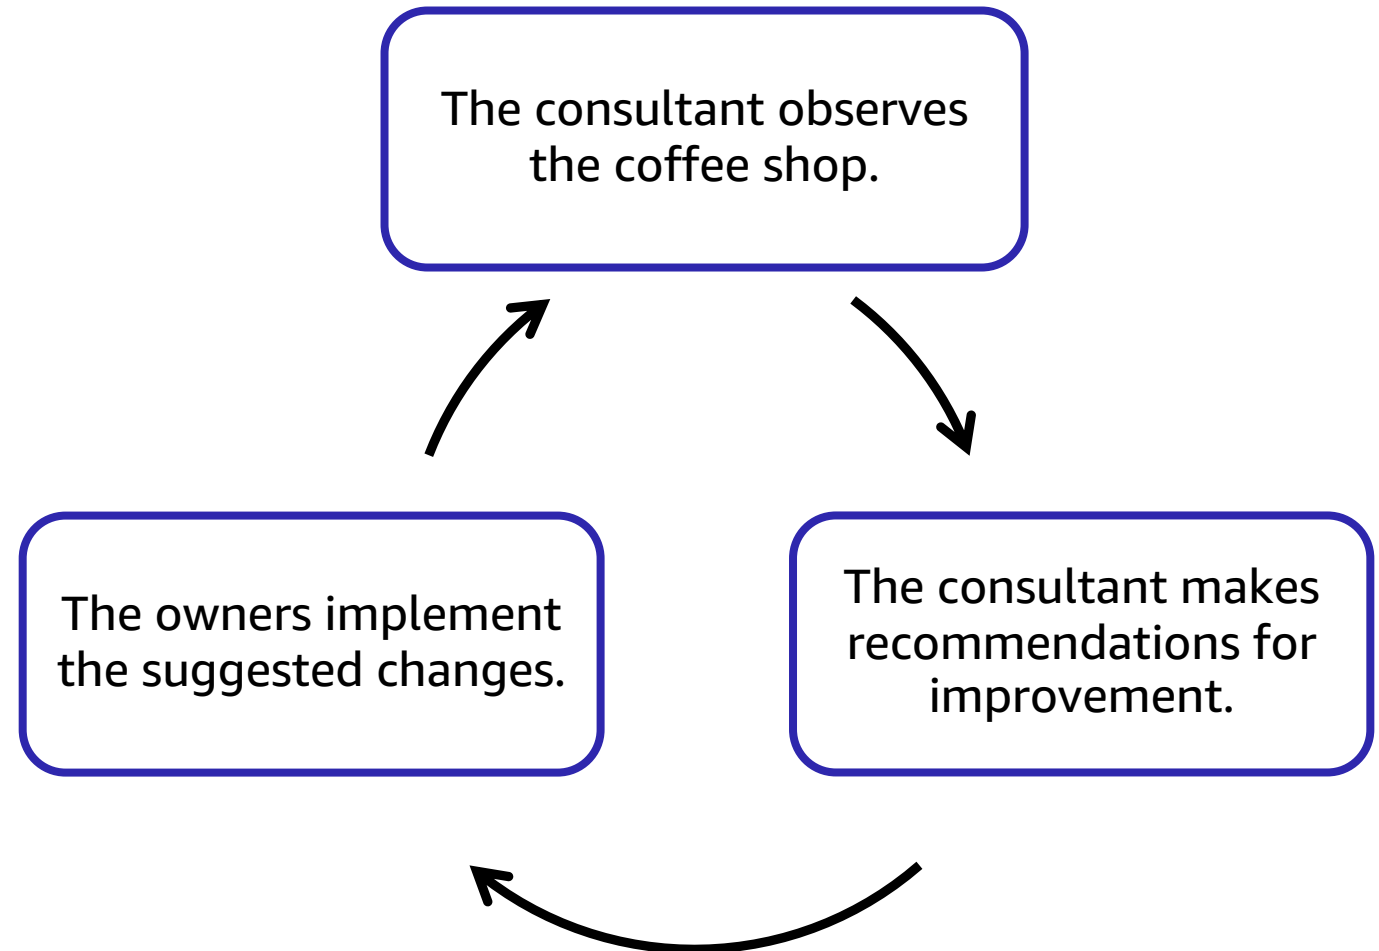 The consultant observes
the coffee shop.
The owners implement
the suggested changes.
The consultant makes
recommendations for
improvement.